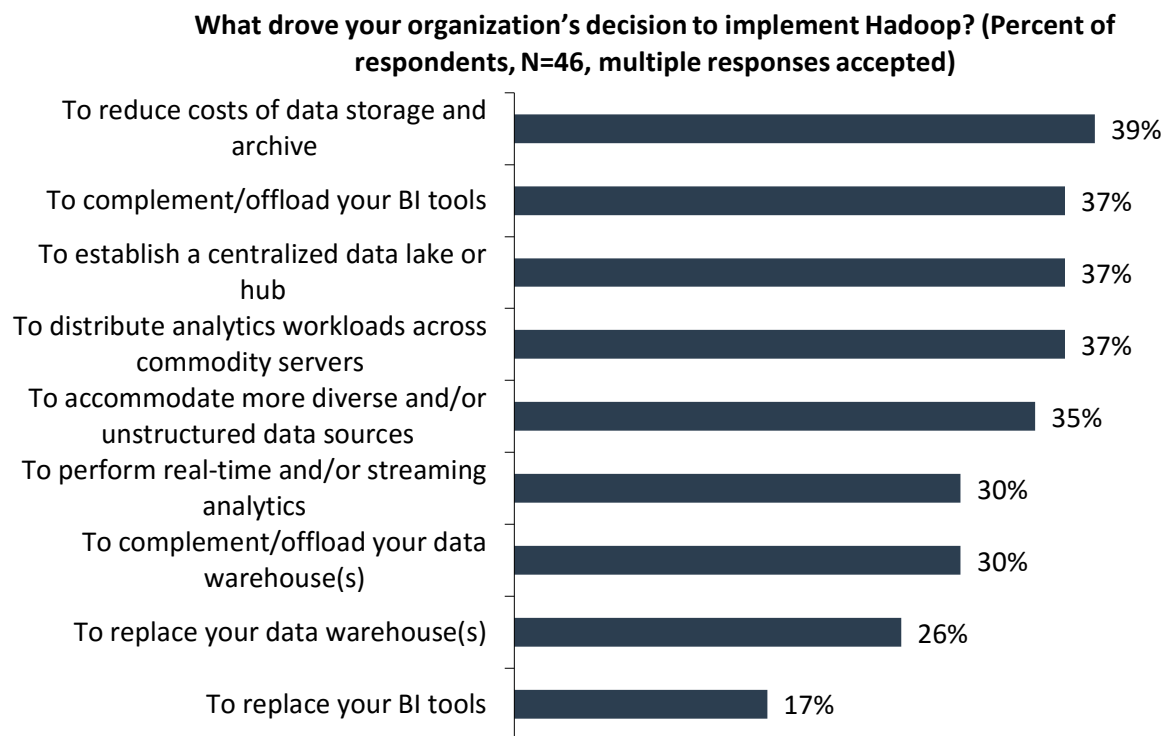 What drove your organization’s decision to implement Hadoop? (Percent of
respondents, N=46, multiple responses accepted)
To reduce costs of data storage and
archive
39%
To complement/offload your BI tools
37%
To establish a centralized data lake or
hub
37%
To distribute analytics workloads across
commodity servers
37%
To accommodate more diverse and/or
unstructured data sources
35%
To perform real-time and/or streaming
analytics
30%
To complement/offload your data
warehouse(s)
30%
To replace your data warehouse(s)
26%
To replace your BI tools
17%